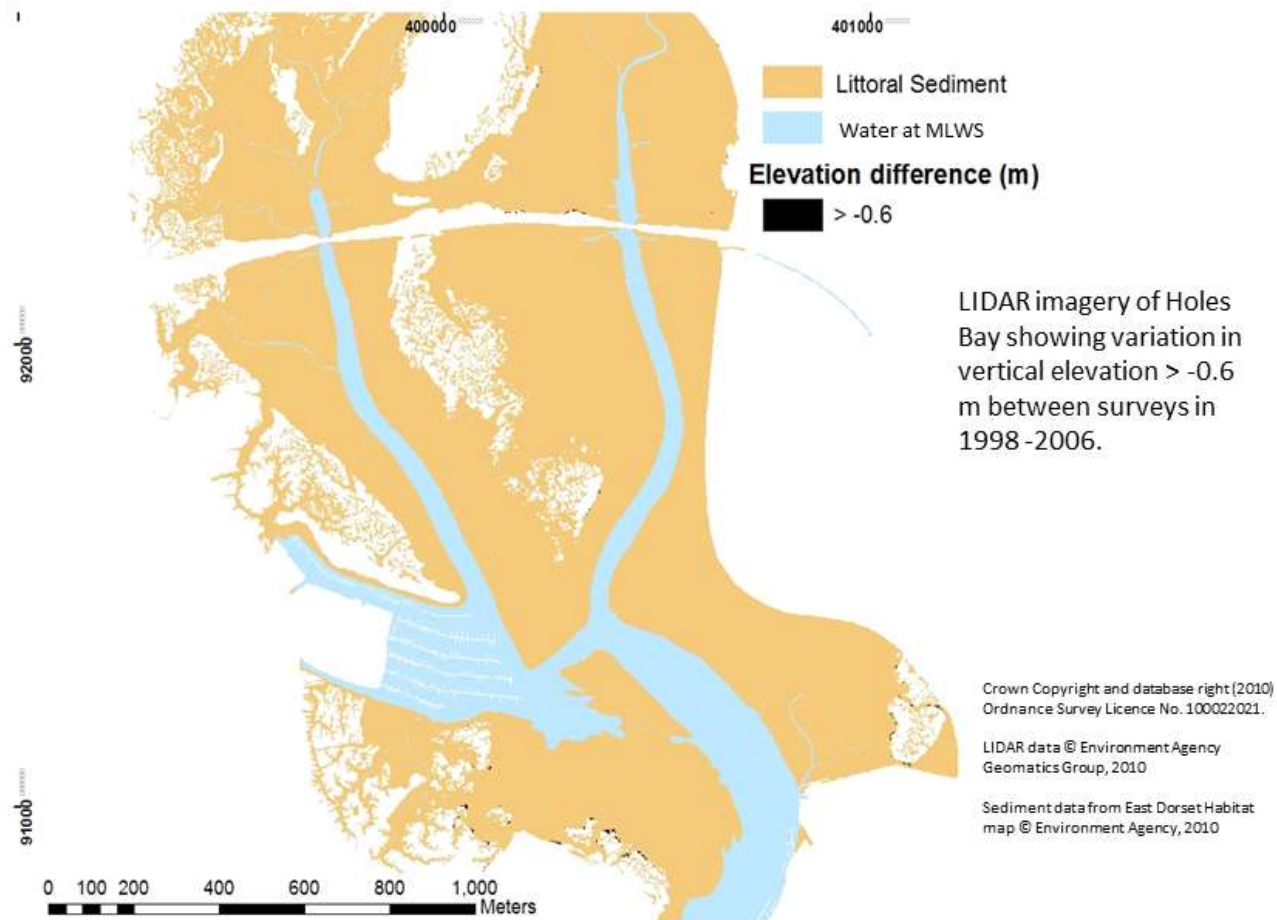 400000
401000
Littoral Sediment
Water at MLWS
Elevation difference (m)
> -0.6
92000
LIDAR imagery of Holes
Bay showing variation in
vertical elevation > -0.6
m between surveys in
1998 -2006.
Crown Copyright and database right (2010)
Ordnance Survey Licence No. 100022021.
LIDAR data © Environment Agency
Geomatics Group, 2010
Sediment data from East Dorset Habitat
map © Environment Agency, 2010
91000
0 100 200 400 600 800 1,000
Meters